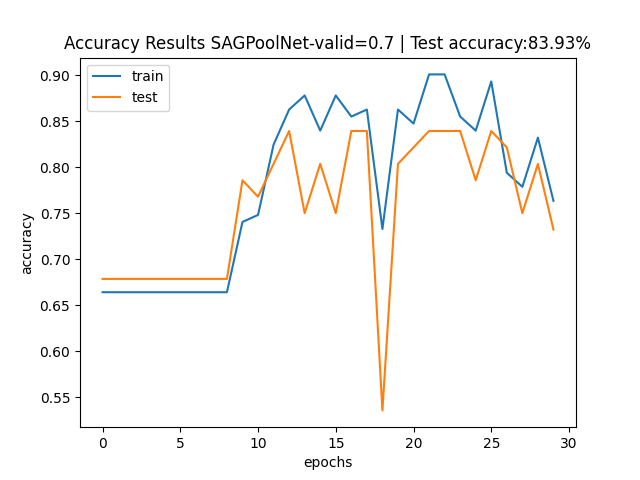 Accuracy Results SAGPoolNet-valid=0.7 | Test accuracy:83.93%
train
test
0.90
0.85
0.80
0.75
0.70
0.65
0.60
0.55
accuracy
0 5 10 15 20 25 30
epochs